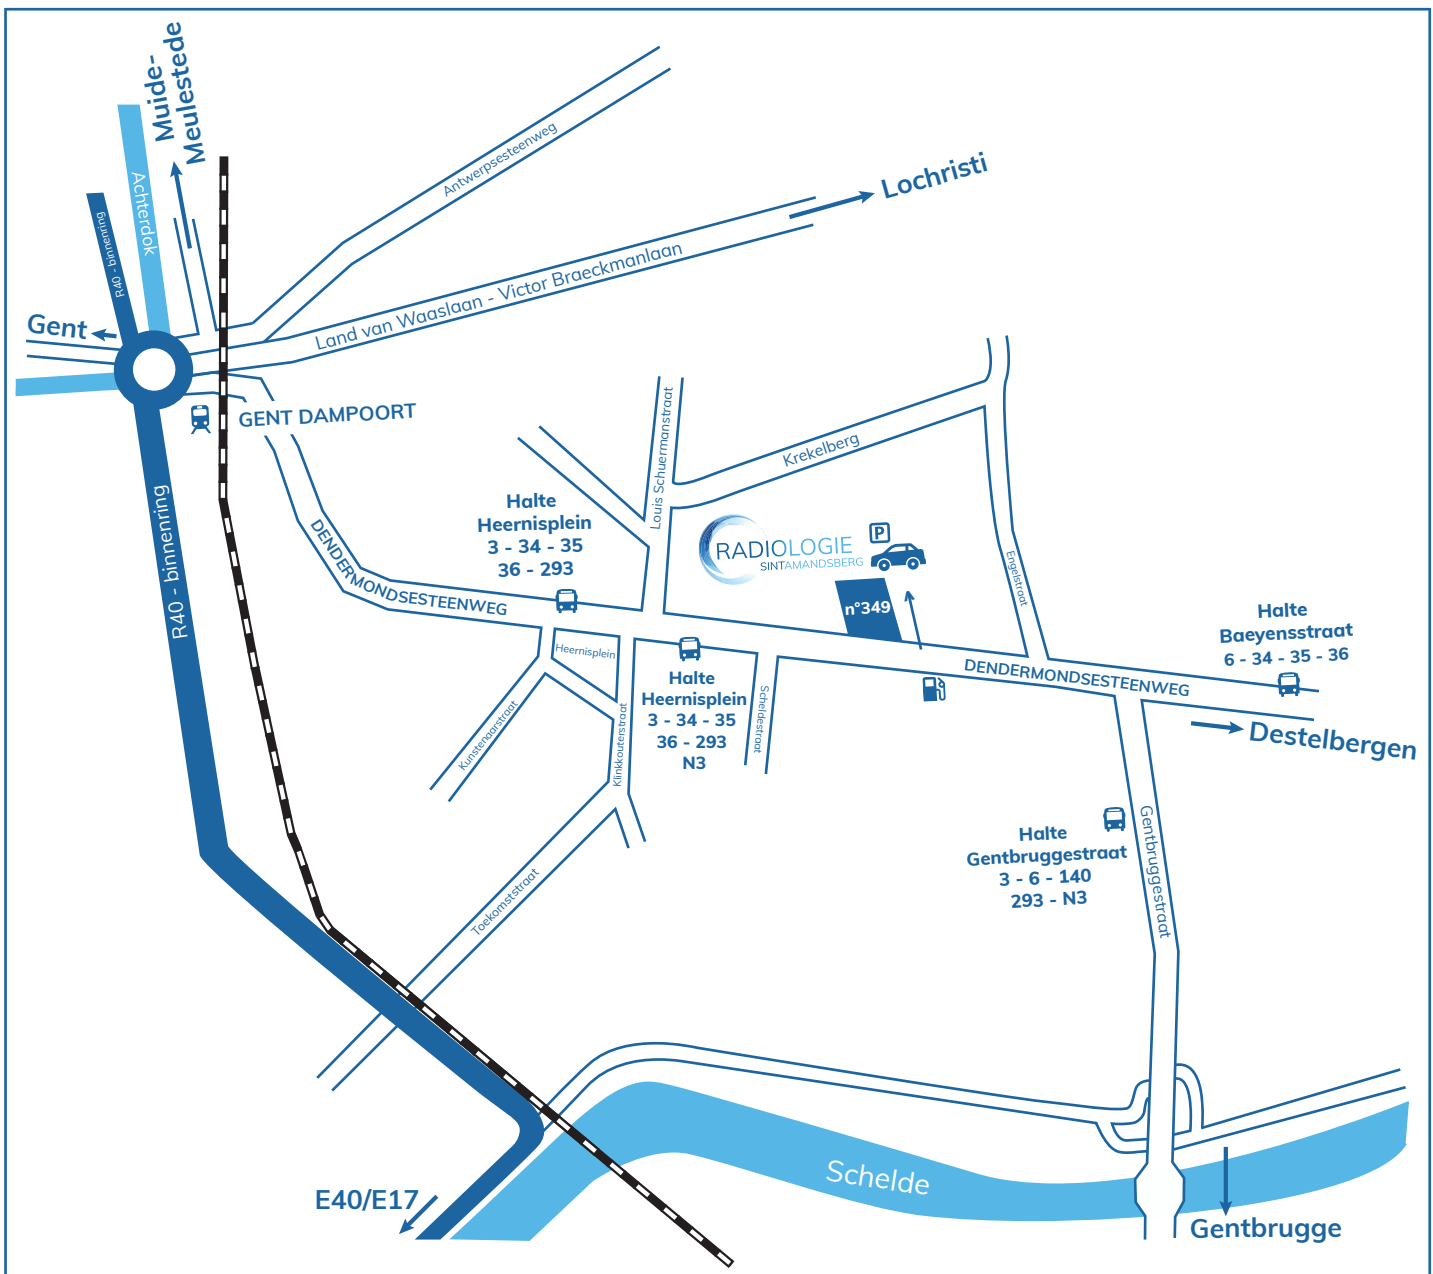 Muide-
Meulestede
Achterdok
R40 - binnenring
Gent
Antwerpsesteenweg
Lochristi
Land van Waaslaan - Victor Braeckmanlaan
GENT DAMPOORT
R40 - binnenring
DENDERMONDSESTEENWEG
Halte
Heernisplein
3 - 34 - 35
36 - 293
Louis Schuermanstraat
Krekelberg
RADIOLOGIE
SINTAMANDSBERG
P
n°349
Engelstraat
Halte
Baeyensstraat
6 - 34 - 35 - 36
DENDERMONDSESTEENWEG
Destelbergen
Heernisplein
Kunstenaarstraat
Klinkkouterstraat
Halte
Heernisplein
3 - 34 - 35
36 - 293
N3
Scheldestraat
Toekomststraat
Halte
Gentbruggestraat
3 - 6 - 140
293 - N3
Gentbruggestraat
Schelde
E40/E17
Gentbrugge